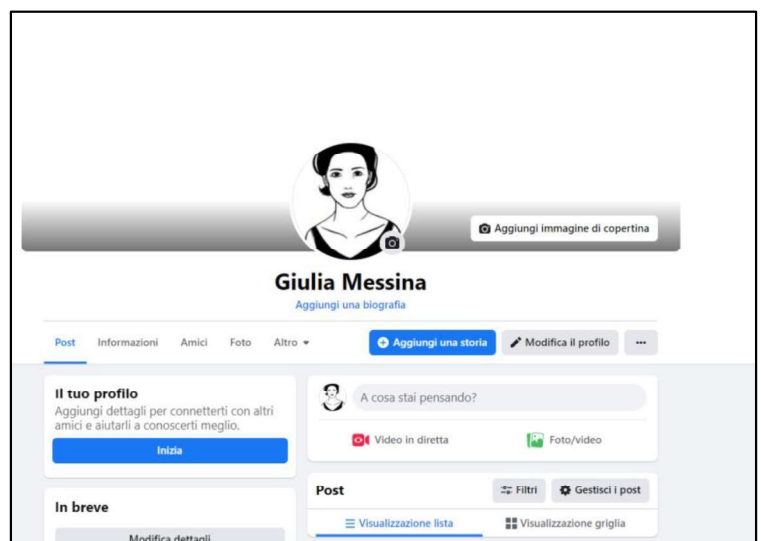 Aggiungi immagine di copertina
Giulia Messina
Aggiungi una biografia
Post Informazioni Amici Foto Altro
Aggiungi una storia Modifica il profilo
Il tuo profilo
Aggiungi dettagli per connetterti con altri
amici e aiutarli a conoscerti meglio.
Inizia
In breve
Modifica dettagli
A cosa stai pensando?
Video in diretta Foto/video
Post Filtri Gestisci i post
Visualizzazione lista Visualizzazione griglia